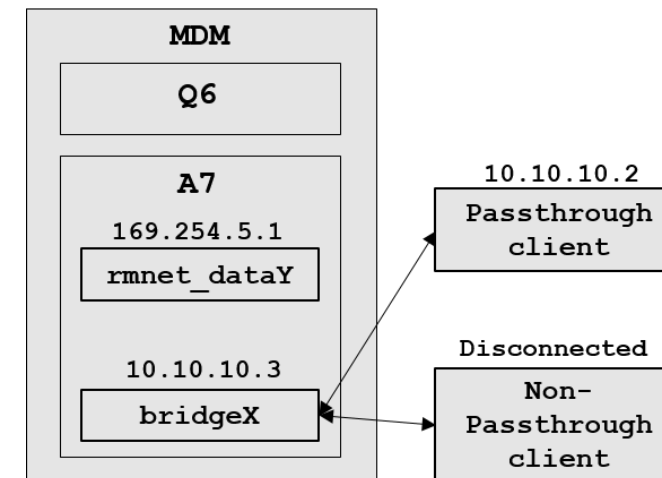 MDM
Q6
A7
169.254.5.1
rmnet_dataY
10.10.10.3
bridgeX
10.10.10.2
Passthrough
client
Disconnected
Non-
Passthrough
client